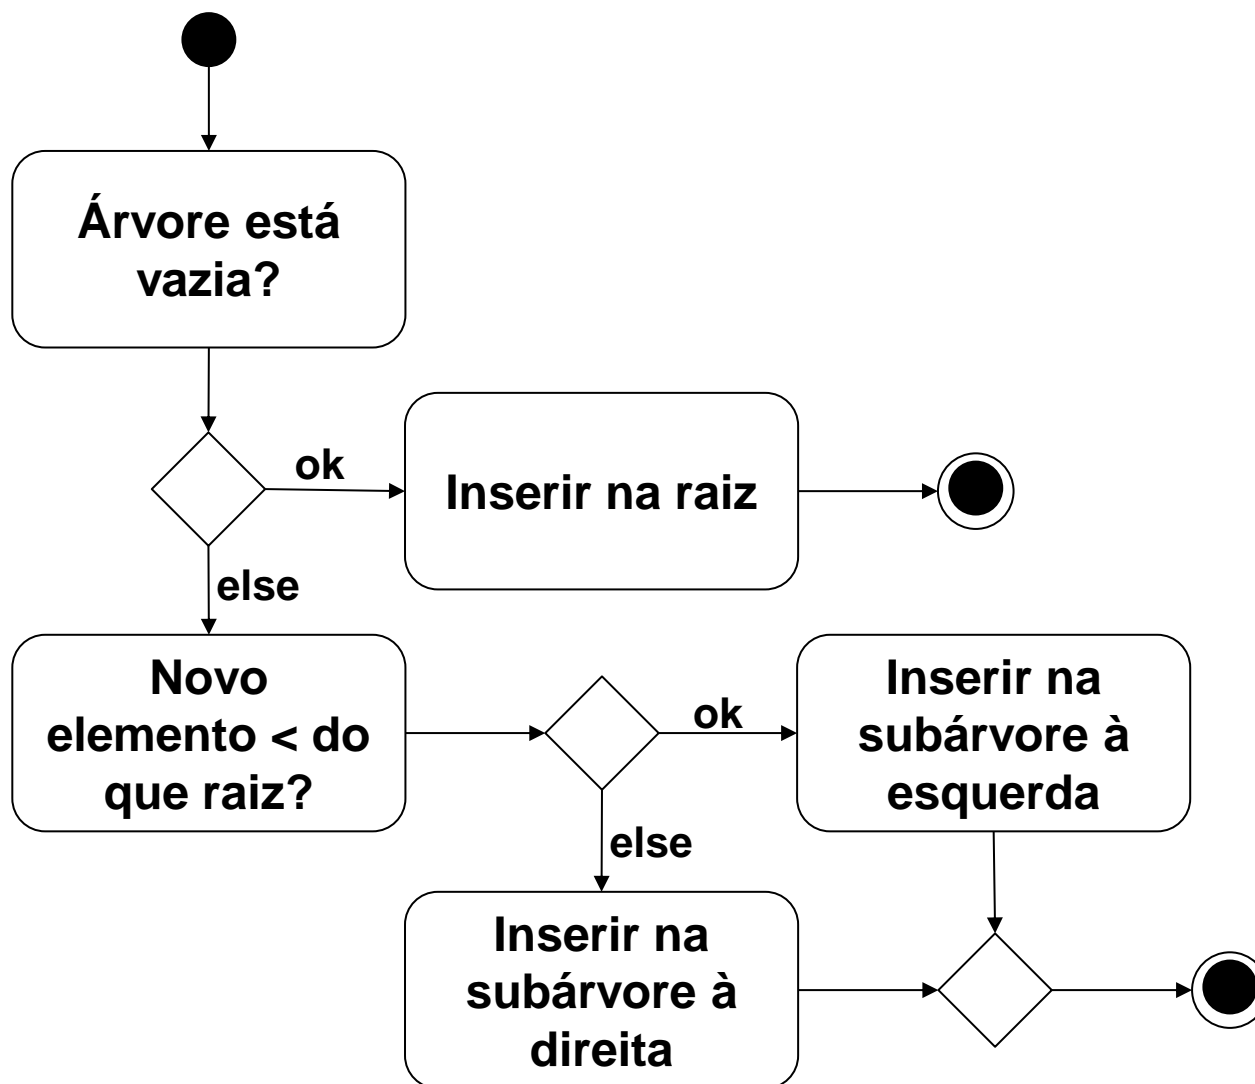 Árvore está
vazia?
ok
Inserir na raiz
else
Novo
elemento < do
que raiz?
ok
Inserir na
subárvore à
esquerda
else
Inserir na
subárvore à
direita